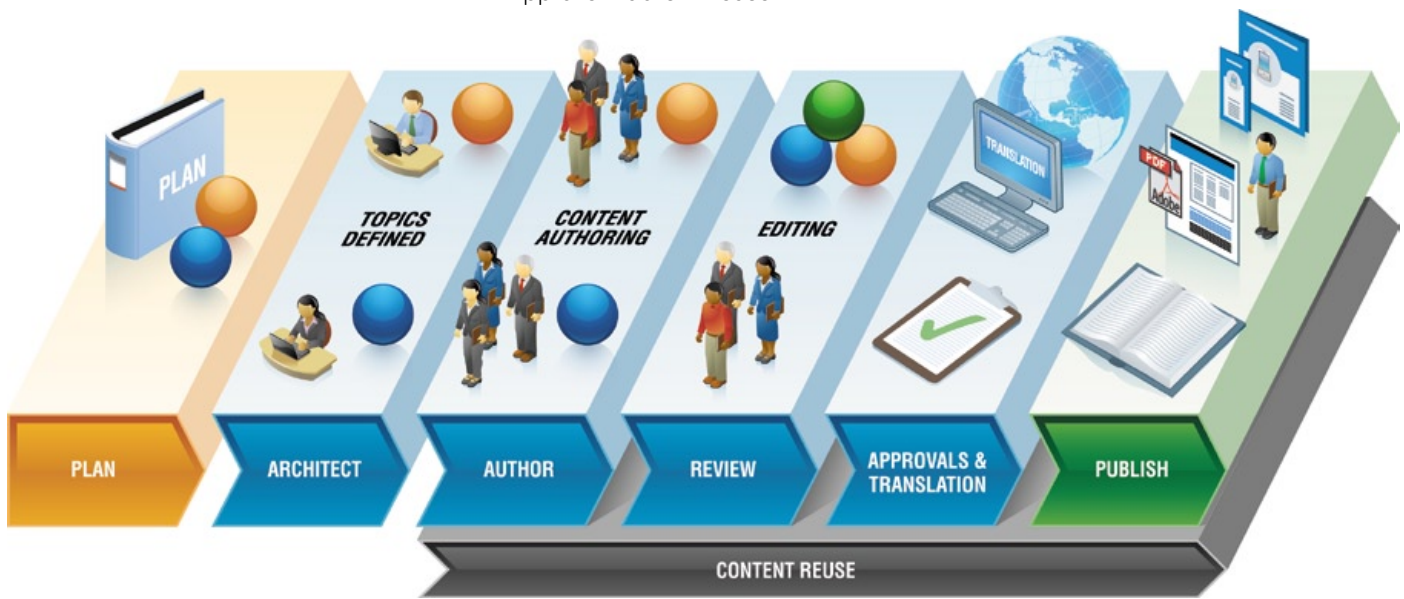 PLAN
TOPICS
DEFINED
CONTENT
AUTHORING
EDITING
TRANSLATION
PDF
Adobe
PLAN
ARCHITECT
AUTHOR
REVIEW
APPROVALS &
TRANSLATION
PUBLISH
CONTENT REUSE